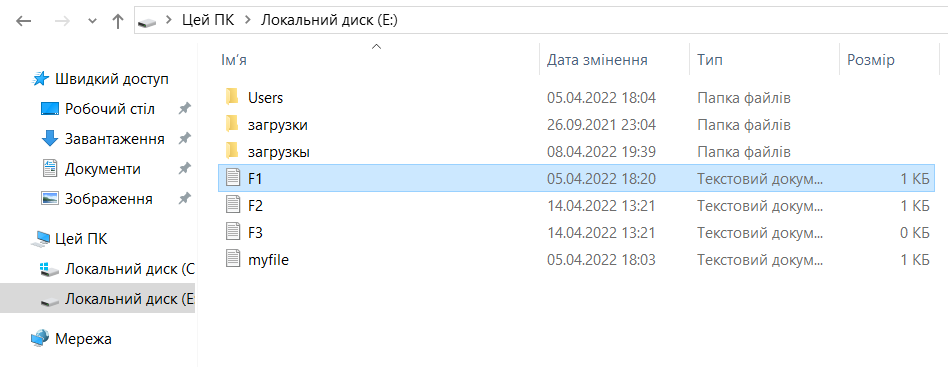 Цей ПК > Локальний диск (E:)
Ім'я Дата змінення Тип Розмір
Швидкий доступ
Робочий стіл
Завантаження
Документи
Зображення
Цей ПК
Локальний диск (C
Локальний диск (E
Мережа
Users 05.04.2022 18:04 Папка файлів
загрузки 26.09.2021 23:04 Папка файлів
загрузкы 08.04.2022 19:39 Папка файлів
F1 05.04.2022 18:20 Текстовий докум... 1 КБ
F2 14.04.2022 13:21 Текстовий докум... 1 КБ
F3 14.04.2022 13:21 Текстовий докум... 0 КБ
myfile 05.04.2022 18:03 Текстовий докум... 1 КБ